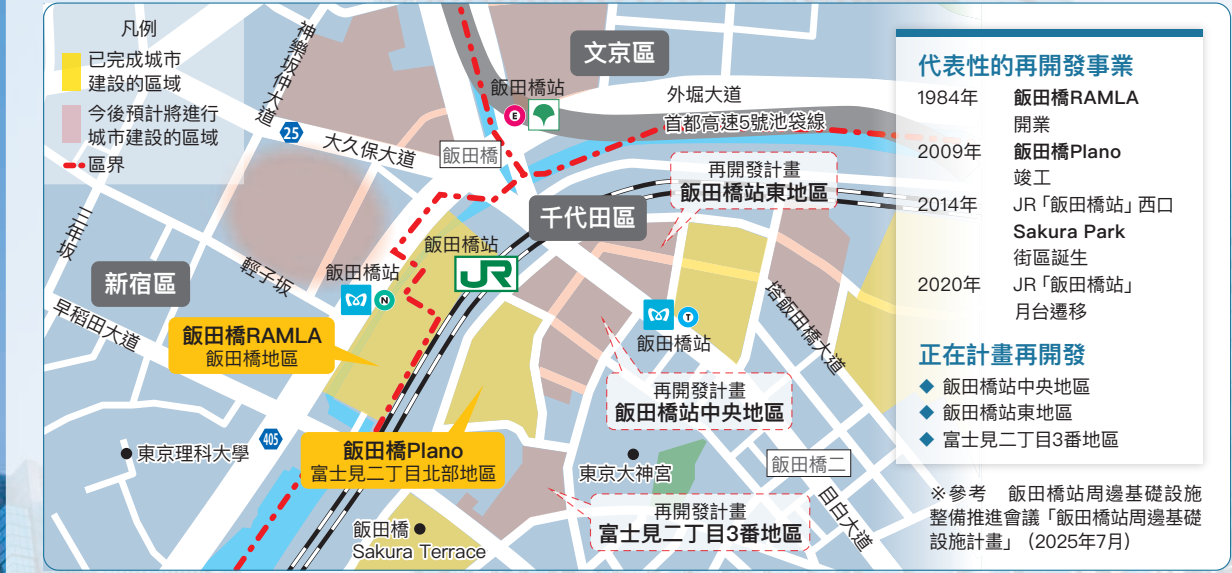 凡例
已完成城市
建設的區域
今後預計將進行
城市建設的區域
區界
神樂坂仲大道
25
大久保大道
飯田橋
飯田橋站
E
文京區
外堀大道
首都高速5號池袋線
再開發計畫
飯田橋站東地區
千代田區
飯田橋站
JR
飯田橋站
N
三年坂
輕子坂
新宿區
早稻田大道
飯田橋RAMLA
飯田橋地區
T
飯田橋站
塔飯田橋大道
再開發計畫
飯田橋站中央地區
405
東京理科大學
飯田橋Plano
富士見二丁目北部地區
東京大神宮
飯田橋二
目白大道
再開發計畫
富士見二丁目3番地區
飯田橋
Sakura Terrace
代表性的再開發事業
1984年 飯田橋RAMLA
開業
2009年 飯田橋Plano
竣工
2014年 JR「飯田橋站」西口
Sakura Park
街區誕生
2020年 JR「飯田橋站」
月台遷移
正在計畫再開發
◆ 飯田橋站中央地區
◆ 飯田橋站東地區
◆ 富士見二丁目3番地區
※參考 飯田橋站周邊基礎設施
整備推進會議「飯田橋站周邊基礎
設施計畫」(2025年7月)